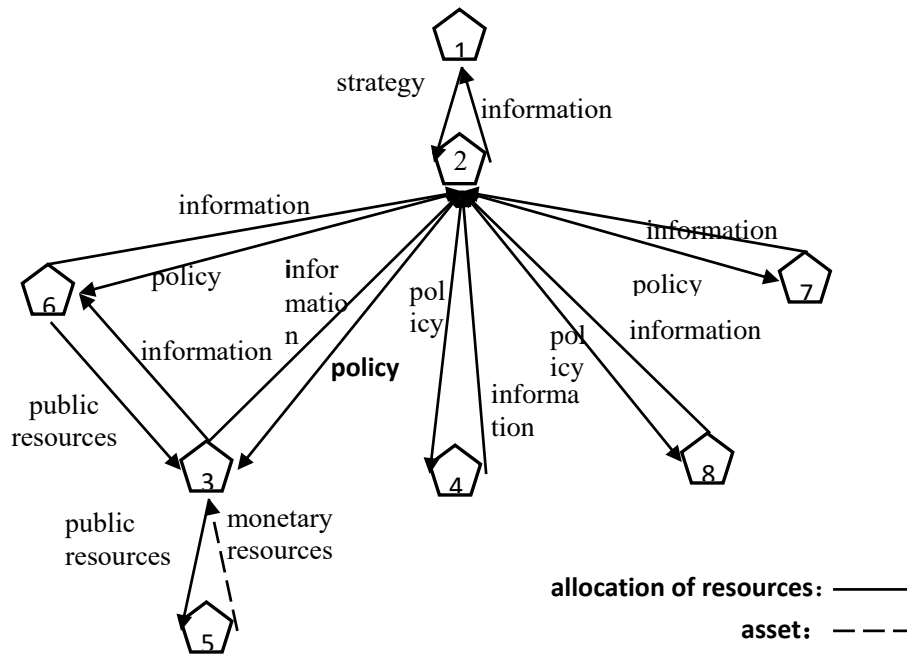 1
strategy
information
2
information
information
policy
infor
matio
n
pol
icy
policy
6
7
information
information
pol
icy
policy
public
resources
informa
tion
3
4
8
public
resources
monetary
resources
allocation of resources：
asset：
5